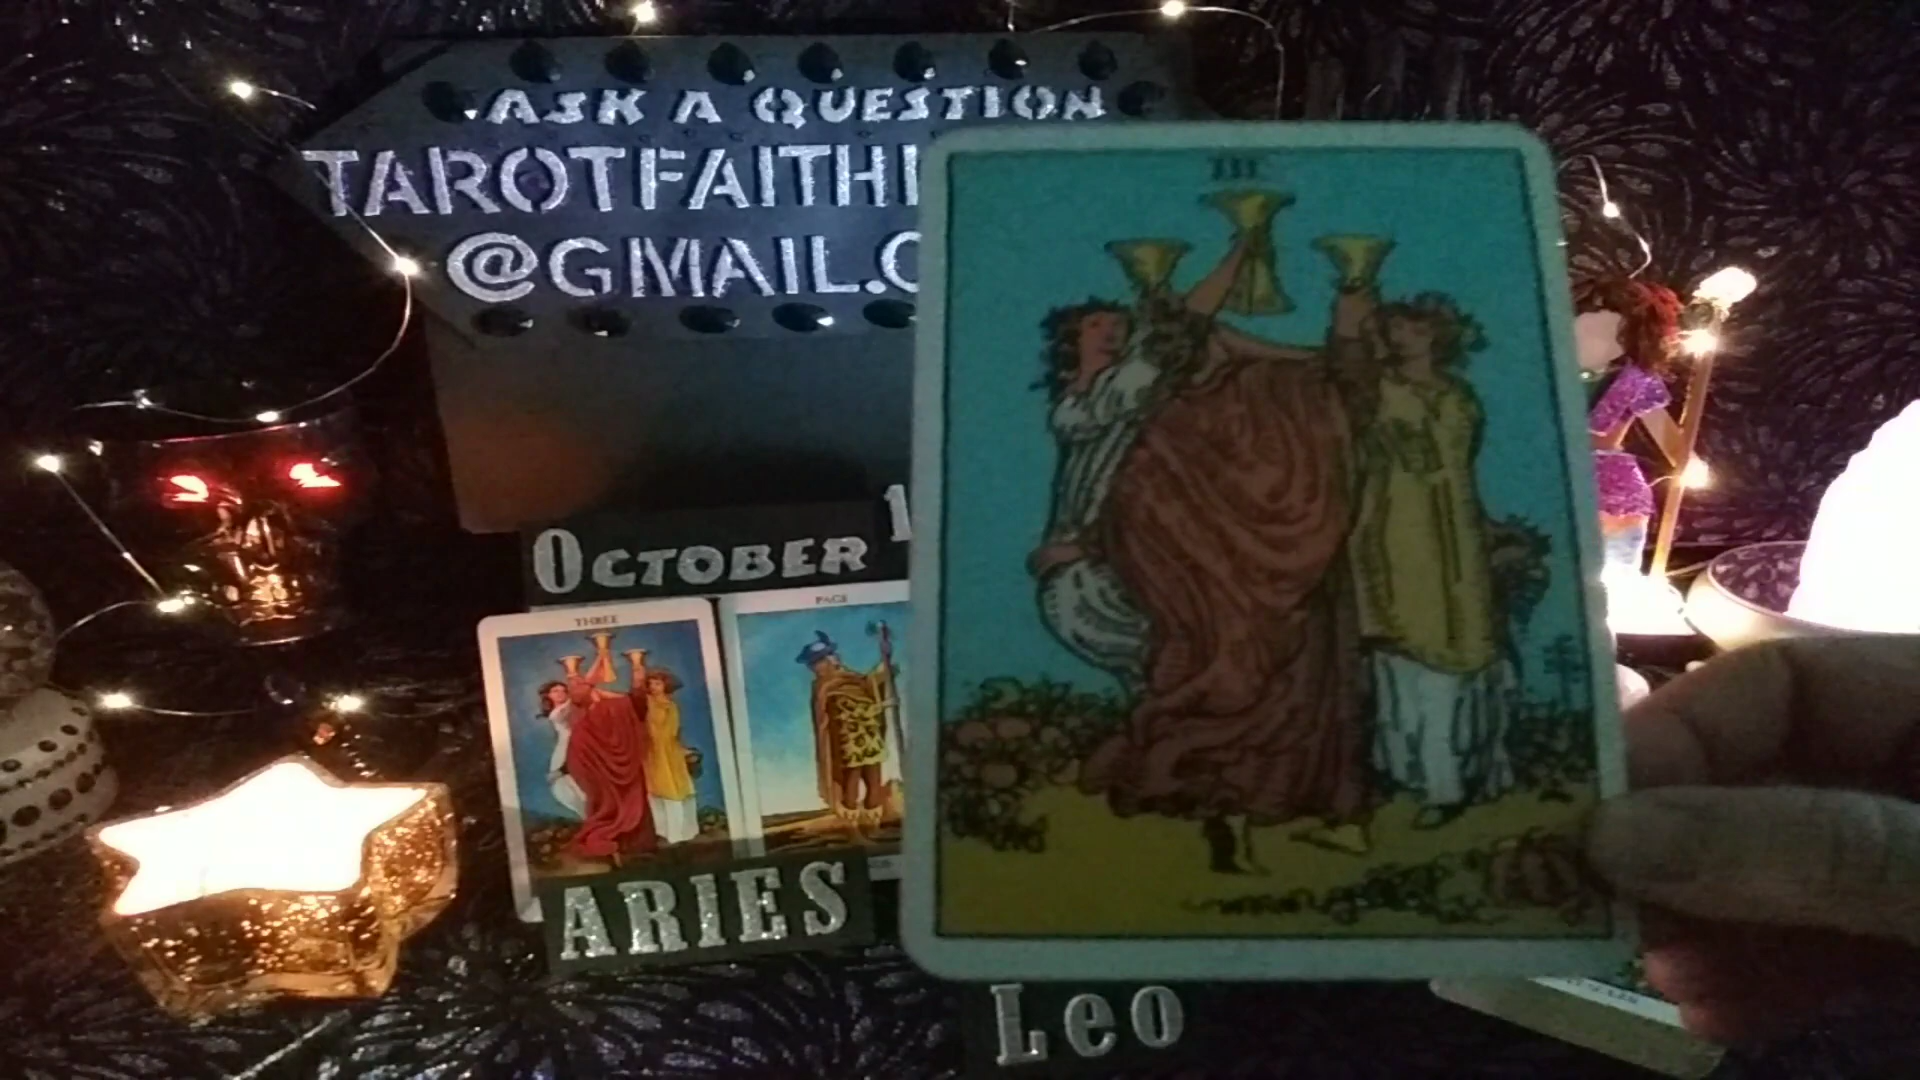 ASK A QUESTION
TAROTFAITH
@GMAIL.C
III
OCTOBER 1
THREE
PAGE
ARIES
Leo